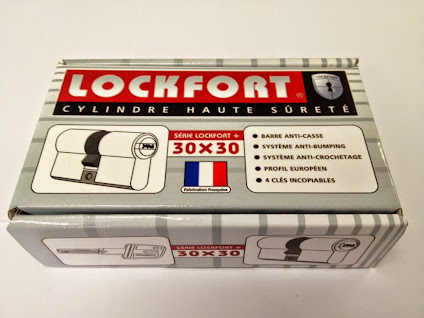 LOCKFORT ®
LOCKFORT
CYLINDRE HAUTE SÛRETÉ
SÉRIE LOCKFORT +
30X30
Fabrication Française
● BARRE ANTI-CASSE
● SYSTÈME ANTI-BUMPING
● SYSTÈME ANTI-CROCHETAGE
● PROFIL EUROPÉEN
● 4 CLÉS INCOPIABLES
SÉRIE LOCKFORT +
30X30